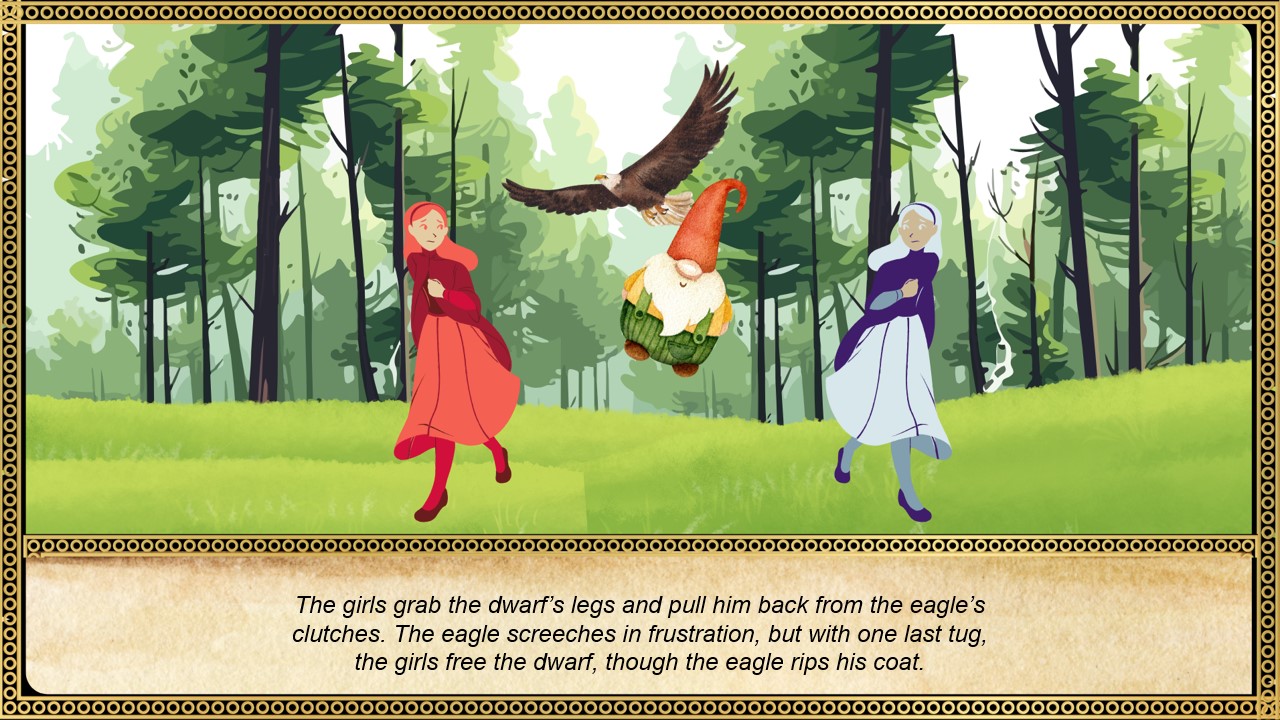 The girls grab the dwarf’s legs and pull him back from the eagle’s
clutches. The eagle screeches in frustration, but with one last tug,
the girls free the dwarf, though the eagle rips his coat.